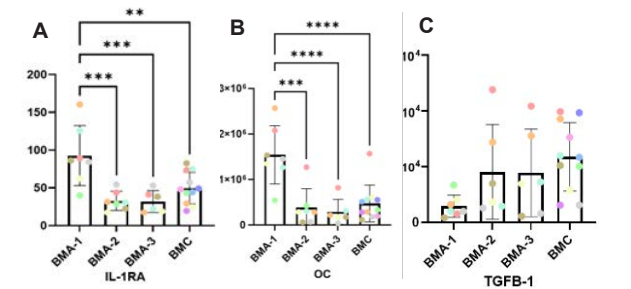 A
**
***
***
200
150
100
50
0
BMA-1
BMA-2
BMA-3
BMC
IL-1RA
B
****
****
***
3×10⁶
2×10⁶
1×10⁶
0
BMA-1
BMA-2
BMA-3
BMC
OC
C
10⁴
10⁴
10⁴
0
BMA-1
BMA-2
BMA-3
BMC
TGFB-1